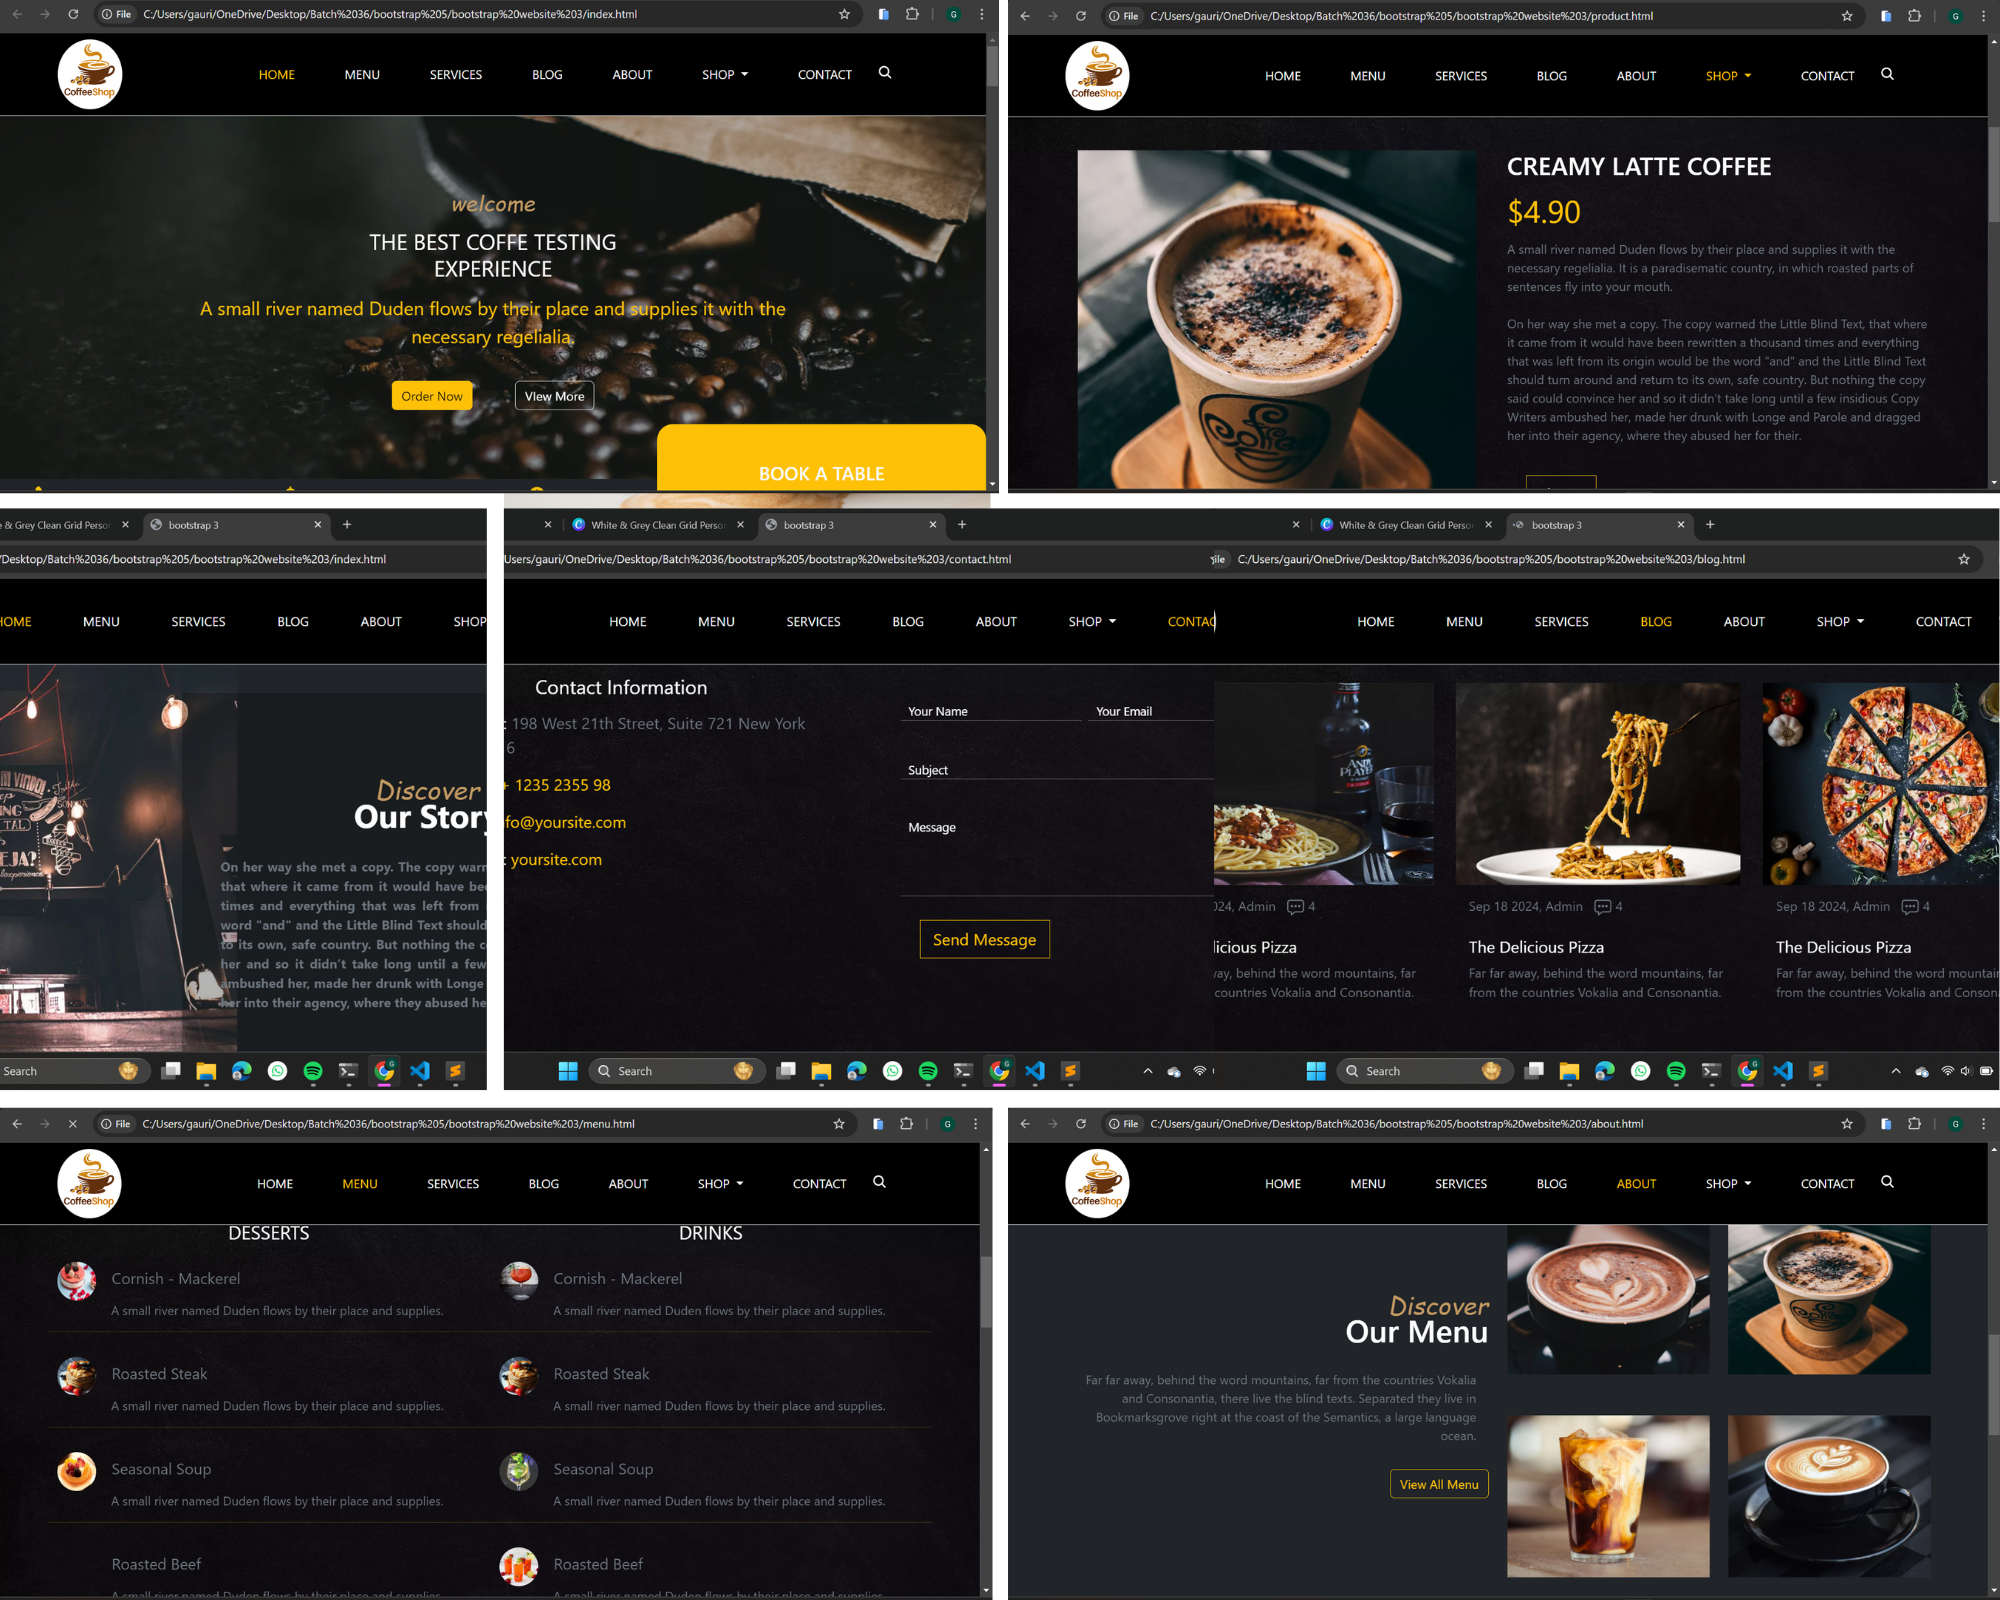 File C:/Users/gauri/OneDrive/Desktop/Batch%2036/bootstrap%205/bootstrap%20website%203/index.html G
CoffeeShop
HOME MENU SERVICES BLOG ABOUT SHOP CONTACT
welcome
THE BEST COFFE TESTING
EXPERIENCE
A small river named Duden flows by their place and supplies it with the
necessary regelialia.
Order Now VIew More
BOOK A TABLE
File C:/Users/gauri/OneDrive/Desktop/Batch%2036/bootstrap%205/bootstrap%20website%203/product.html G
CoffeeShop
HOME MENU SERVICES BLOG ABOUT SHOP CONTACT
CREAMY LATTE COFFEE
$4.90
A small river named Duden flows by their place and supplies it with the
necessary regelialia. It is a paradisematic country, in which roasted parts of
sentences fly into your mouth.
On her way she met a copy. The copy warned the Little Blind Text, that where
it came from it would have been rewritten a thousand times and everything
that was left from its origin would be the word "and" and the Little Blind Text
should turn around and return to its own, safe country. But nothing the copy
said could convince her and so it didn't take long until a few insidious Copy
Writers ambushed her, made her drunk with Longe and Parole and dragged
her into their agency, where they abused her for their.
e & Grey Clean Grid Perso bootstrap 3
/Desktop/Batch%2036/bootstrap%205/bootstrap%20website%203/index.html
HOME MENU SERVICES BLOG ABOUT SHOP
Discover
Our Story
On her way she met a copy. The copy warn
that where it came from it would have be
times and everything that was left from
word "and" and the Little Blind Text should
to its own, safe country. But nothing the c
her and so it didn't take long until a few
ambushed her, made her drunk with Longe
her into their agency, where they abused he
Search
White & Grey Clean Grid Perso bootstrap 3
Users/gauri/OneDrive/Desktop/Batch%2036/bootstrap%205/bootstrap%20website%203/contact.html
HOME MENU SERVICES BLOG ABOUT SHOP CONTAC
Contact Information
: 198 West 21th Street, Suite 721 New York
6
+ 1235 2355 98
nfo@yoursite.com
: yoursite.com
Your Name Your Email
Subject
Message
Send Message
Search
White & Grey Clean Grid Perso bootstrap 3
File C:/Users/gauri/OneDrive/Desktop/Batch%2036/bootstrap%205/bootstrap%20website%203/blog.html
HOME MENU SERVICES BLOG ABOUT SHOP CONTACT
024, Admin 4 Sep 18 2024, Admin 4 Sep 18 2024, Admin 4
licious Pizza The Delicious Pizza The Delicious Pizza
way, behind the word mountains, far Far far away, behind the word mountains, far Far far away, behind the word mountain
countries Vokalia and Consonantia. from the countries Vokalia and Consonantia. from the countries Vokalia and Conson
Search
File C:/Users/gauri/OneDrive/Desktop/Batch%2036/bootstrap%205/bootstrap%20website%203/menu.html G
CoffeeShop
HOME MENU SERVICES BLOG ABOUT SHOP CONTACT
DESSERTS DRINKS
Cornish - Mackerel Cornish - Mackerel
A small river named Duden flows by their place and supplies. A small river named Duden flows by their place and supplies.
Roasted Steak Roasted Steak
A small river named Duden flows by their place and supplies. A small river named Duden flows by their place and supplies.
Seasonal Soup Seasonal Soup
A small river named Duden flows by their place and supplies. A small river named Duden flows by their place and supplies.
Roasted Beef Roasted Beef
A small river named Duden flows by their place and supplies. A small river named Duden flows by their place and supplies.
File C:/Users/gauri/OneDrive/Desktop/Batch%2036/bootstrap%205/bootstrap%20website%203/about.html G
CoffeeShop
HOME MENU SERVICES BLOG ABOUT SHOP CONTACT
Discover
Our Menu
Far far away, behind the word mountains, far from the countries Vokalia
and Consonantia, there live the blind texts. Separated they live in
Bookmarksgrove right at the coast of the Semantics, a large language
ocean.
View All Menu